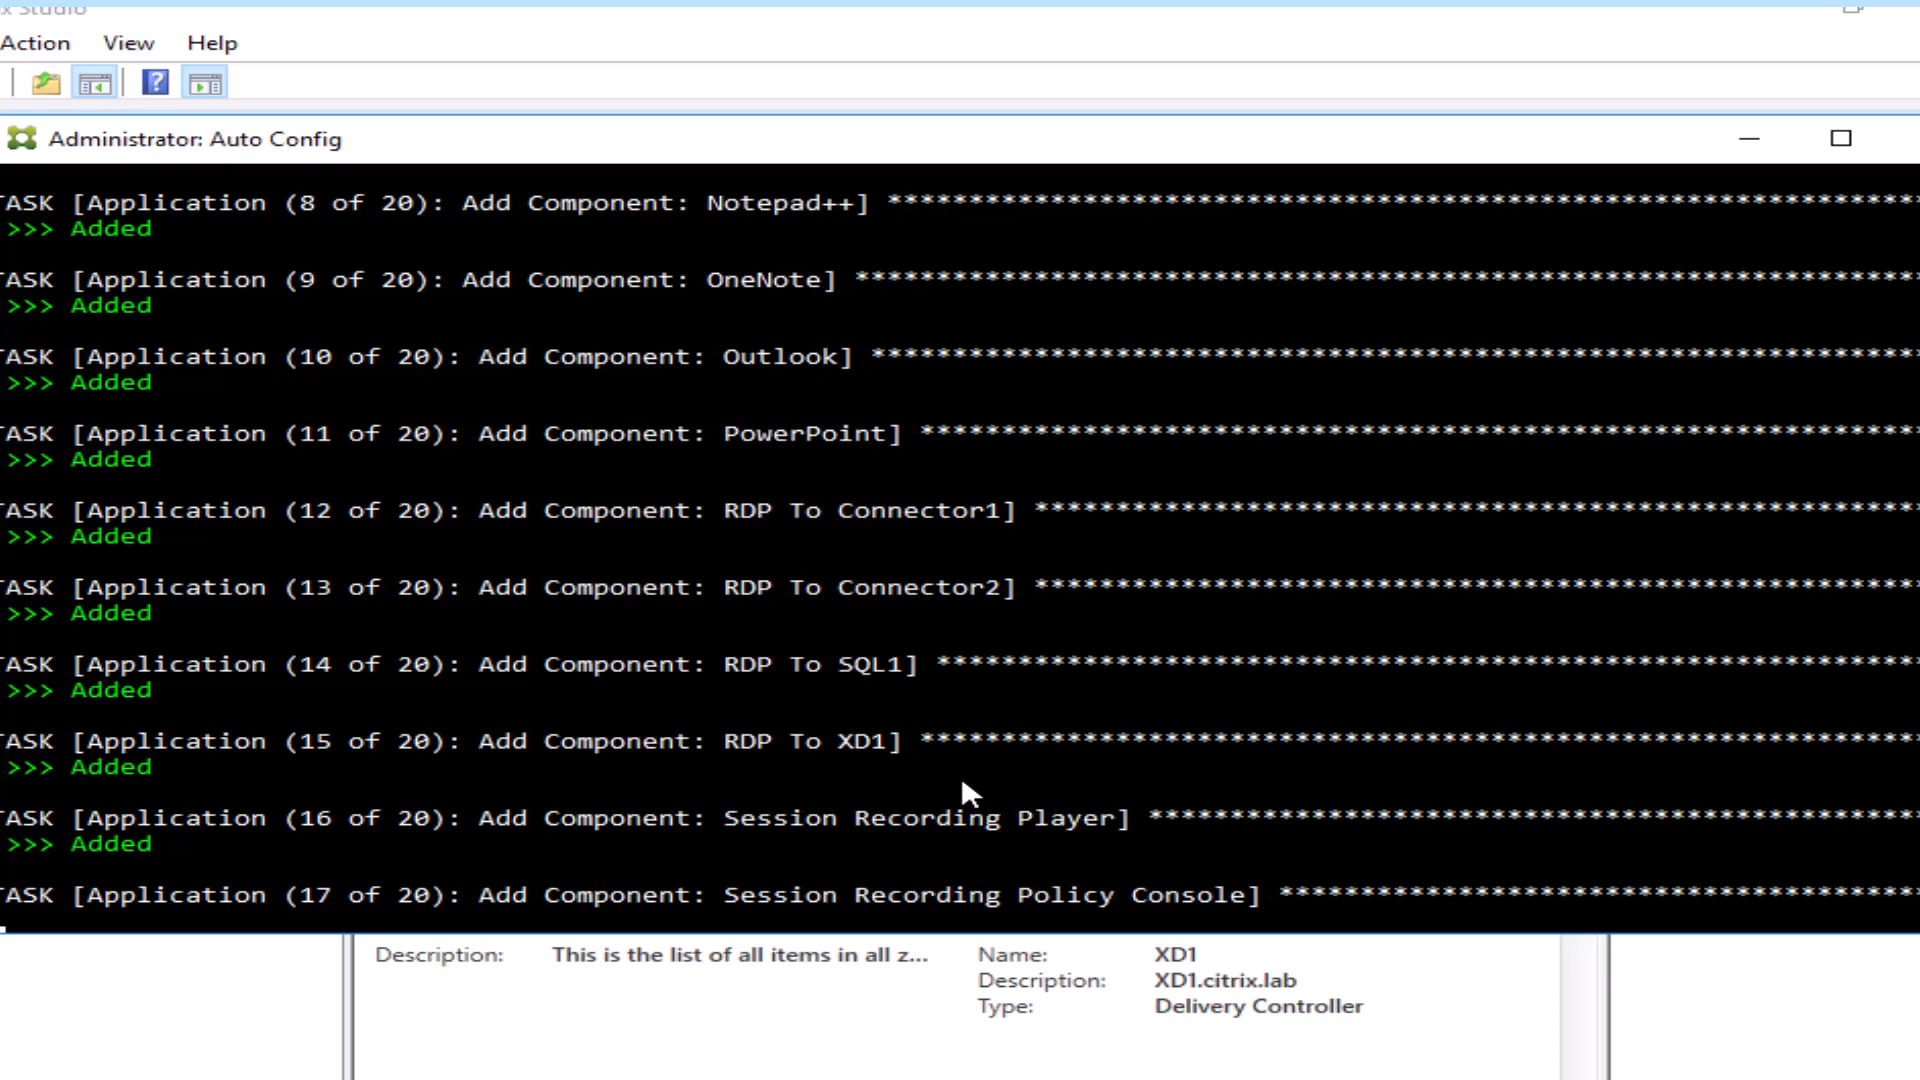 x Studio
Action View Help
Administrator: Auto Config
TASK [Application (8 of 20): Add Component: Notepad++] ****************************************************************
>>> Added
TASK [Application (9 of 20): Add Component: OneNote] ******************************************************************
>>> Added
TASK [Application (10 of 20): Add Component: Outlook] *****************************************************************
>>> Added
TASK [Application (11 of 20): Add Component: PowerPoint] **************************************************************
>>> Added
TASK [Application (12 of 20): Add Component: RDP To Connector1] *******************************************************
>>> Added
TASK [Application (13 of 20): Add Component: RDP To Connector2] *******************************************************
>>> Added
TASK [Application (14 of 20): Add Component: RDP To SQL1] *************************************************************
>>> Added
TASK [Application (15 of 20): Add Component: RDP To XD1] **************************************************************
>>> Added
TASK [Application (16 of 20): Add Component: Session Recording Player] ************************************************
>>> Added
TASK [Application (17 of 20): Add Component: Session Recording Policy Console] ****************************************
Description: This is the list of all items in all z... Name: XD1
Description: XD1.citrix.lab
Type: Delivery Controller